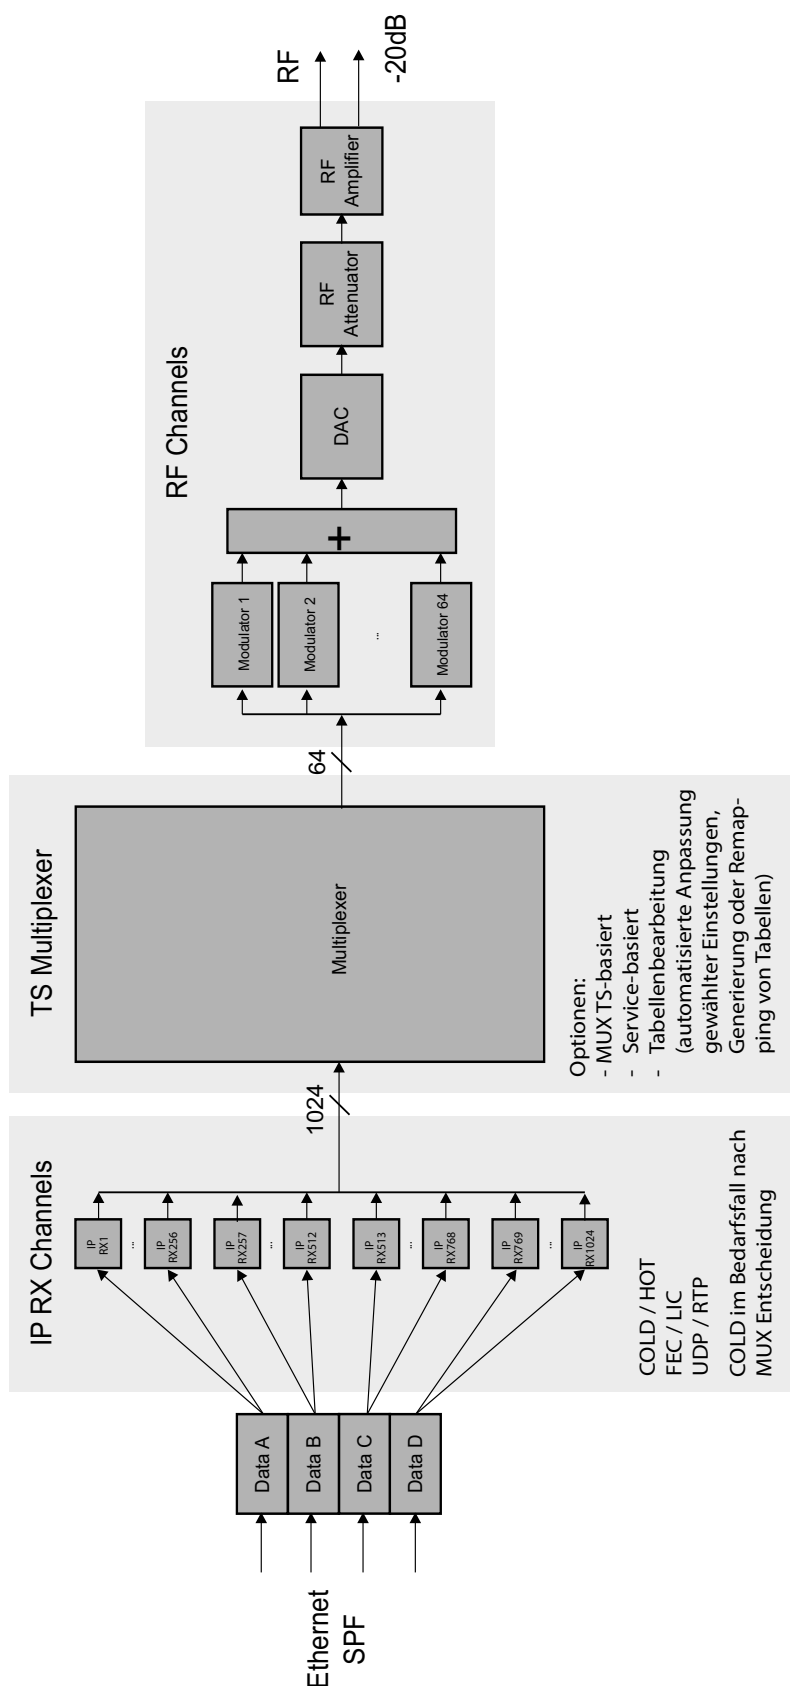 Ethernet
SPF
Data A
Data B
Data C
Data D
IP RX Channels
IP
RX1
...
IP
RX256
IP
RX257
...
IP
RX512
IP
RX513
...
IP
RX768
IP
RX769
...
IP
RX1024
COLD / HOT
FEC / LIC
UDP / RTP
COLD im Bedarfsfall nach
MUX Entscheidung
1024
TS Multiplexer
Multiplexer
Optionen:
- MUX TS-basiert
- Service-basiert
- Tabellenbearbeitung
(automatisierte Anpassung
gewählter Einstellungen,
Generierung oder Remap-
ping von Tabellen)
64
RF Channels
Modulator 1
Modulator 2
...
Modulator 64
+
DAC
RF
Attenuator
RF
Amplifier
RF
-20dB